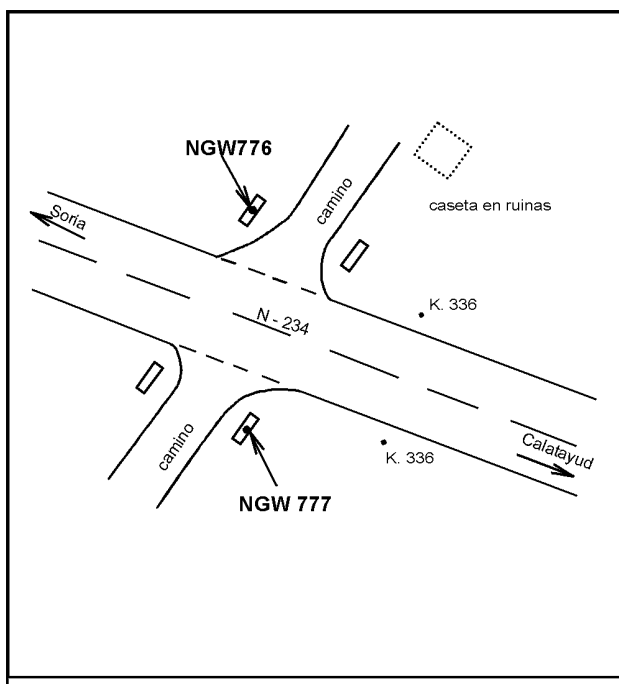 NGW776
camino
caseta en ruinas
Soria
K. 336
N - 234
Calatayud
K. 336
camino
NGW 777